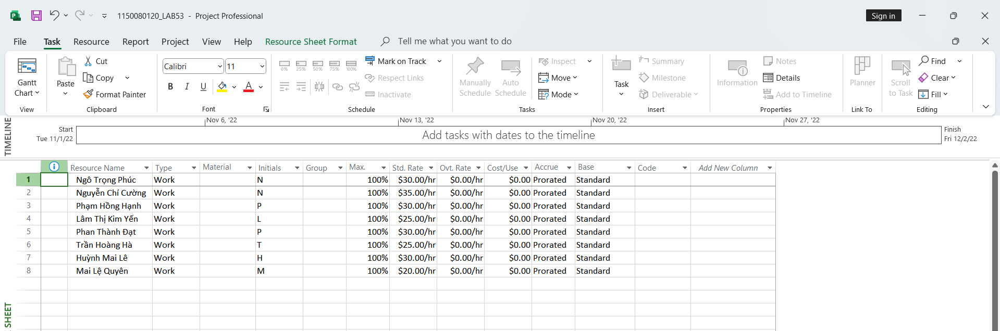 1150080120_LAB53 - Project Professional
Sign in
File Task Resource Report Project View Help Resource Sheet Format Tell me what you want to do
Gantt Chart
View
Paste
Cut
Copy
Format Painter
Clipboard
Calibri 11
B I U A
Font
0% 25% 50% 75% 100%
Mark on Track
Respect Links
Inactivate
Schedule
Manually Schedule
Auto Schedule
Inspect
Move
Mode
Tasks
Task
Summary
Milestone
Deliverable
Insert
Information
Notes
Details
Add to Timeline
Properties
Planner
Link To
Scroll to Task
Find
Clear
Fill
Editing
TIMELINE
Nov 6, '22 Nov 13, '22 Nov 20, '22 Nov 27, '22
Start
Tue 11/1/22
Add tasks with dates to the timeline
Finish
Fri 12/2/22
Resource Name Type Material Initials Group Max. Std. Rate Ovt. Rate Cost/Use Accrue Base Code Add New Column
1 Ngô Trọng Phúc Work N 100% $30.00/hr $0.00/hr $0.00 Prorated Standard
2 Nguyễn Chí Cường Work N 100% $35.00/hr $0.00/hr $0.00 Prorated Standard
3 Phạm Hồng Hạnh Work P 100% $30.00/hr $0.00/hr $0.00 Prorated Standard
4 Lâm Thị Kim Yến Work L 100% $25.00/hr $0.00/hr $0.00 Prorated Standard
5 Phan Thành Đạt Work P 100% $30.00/hr $0.00/hr $0.00 Prorated Standard
6 Trần Hoàng Hà Work T 100% $25.00/hr $0.00/hr $0.00 Prorated Standard
7 Huỳnh Mai Lê Work H 100% $30.00/hr $0.00/hr $0.00 Prorated Standard
8 Mai Lệ Quyên Work M 100% $20.00/hr $0.00/hr $0.00 Prorated Standard
SHEET